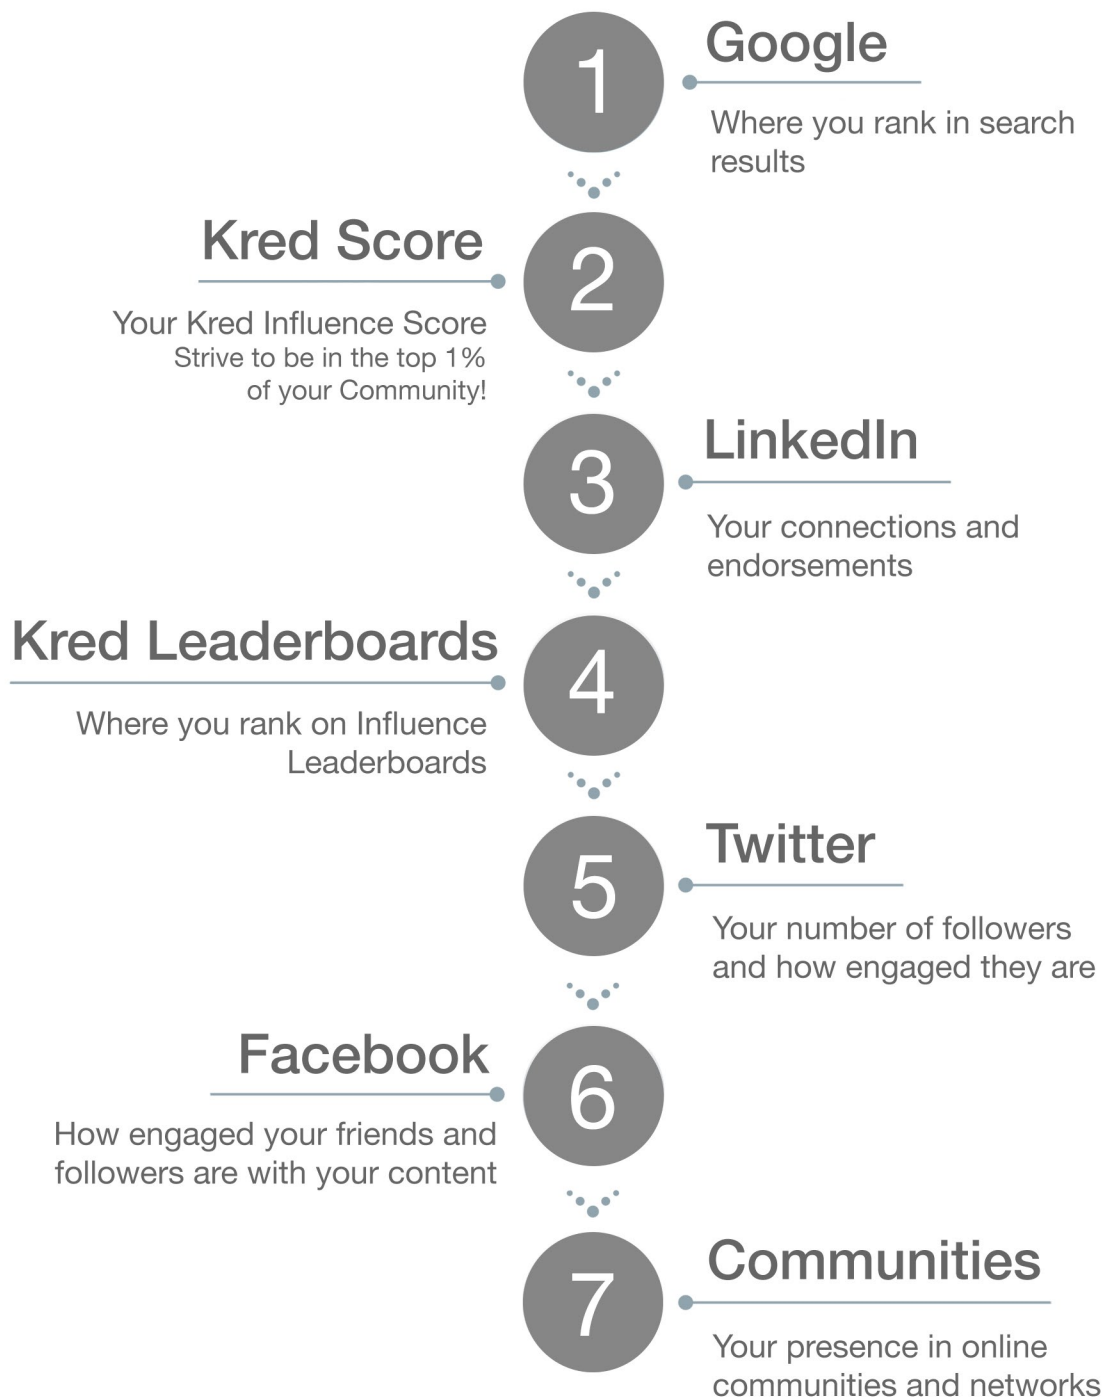 1
Google
Where you rank in search
results
Kred Score
2
Your Kred Influence Score
Strive to be in the top 1%
of your Community!
3
LinkedIn
Your connections and
endorsements
Kred Leaderboards
4
Where you rank on Influence
Leaderboards
5
Twitter
Your number of followers
and how engaged they are
Facebook
6
How engaged your friends and
followers are with your content
7
Communities
Your presence in online
communities and networks